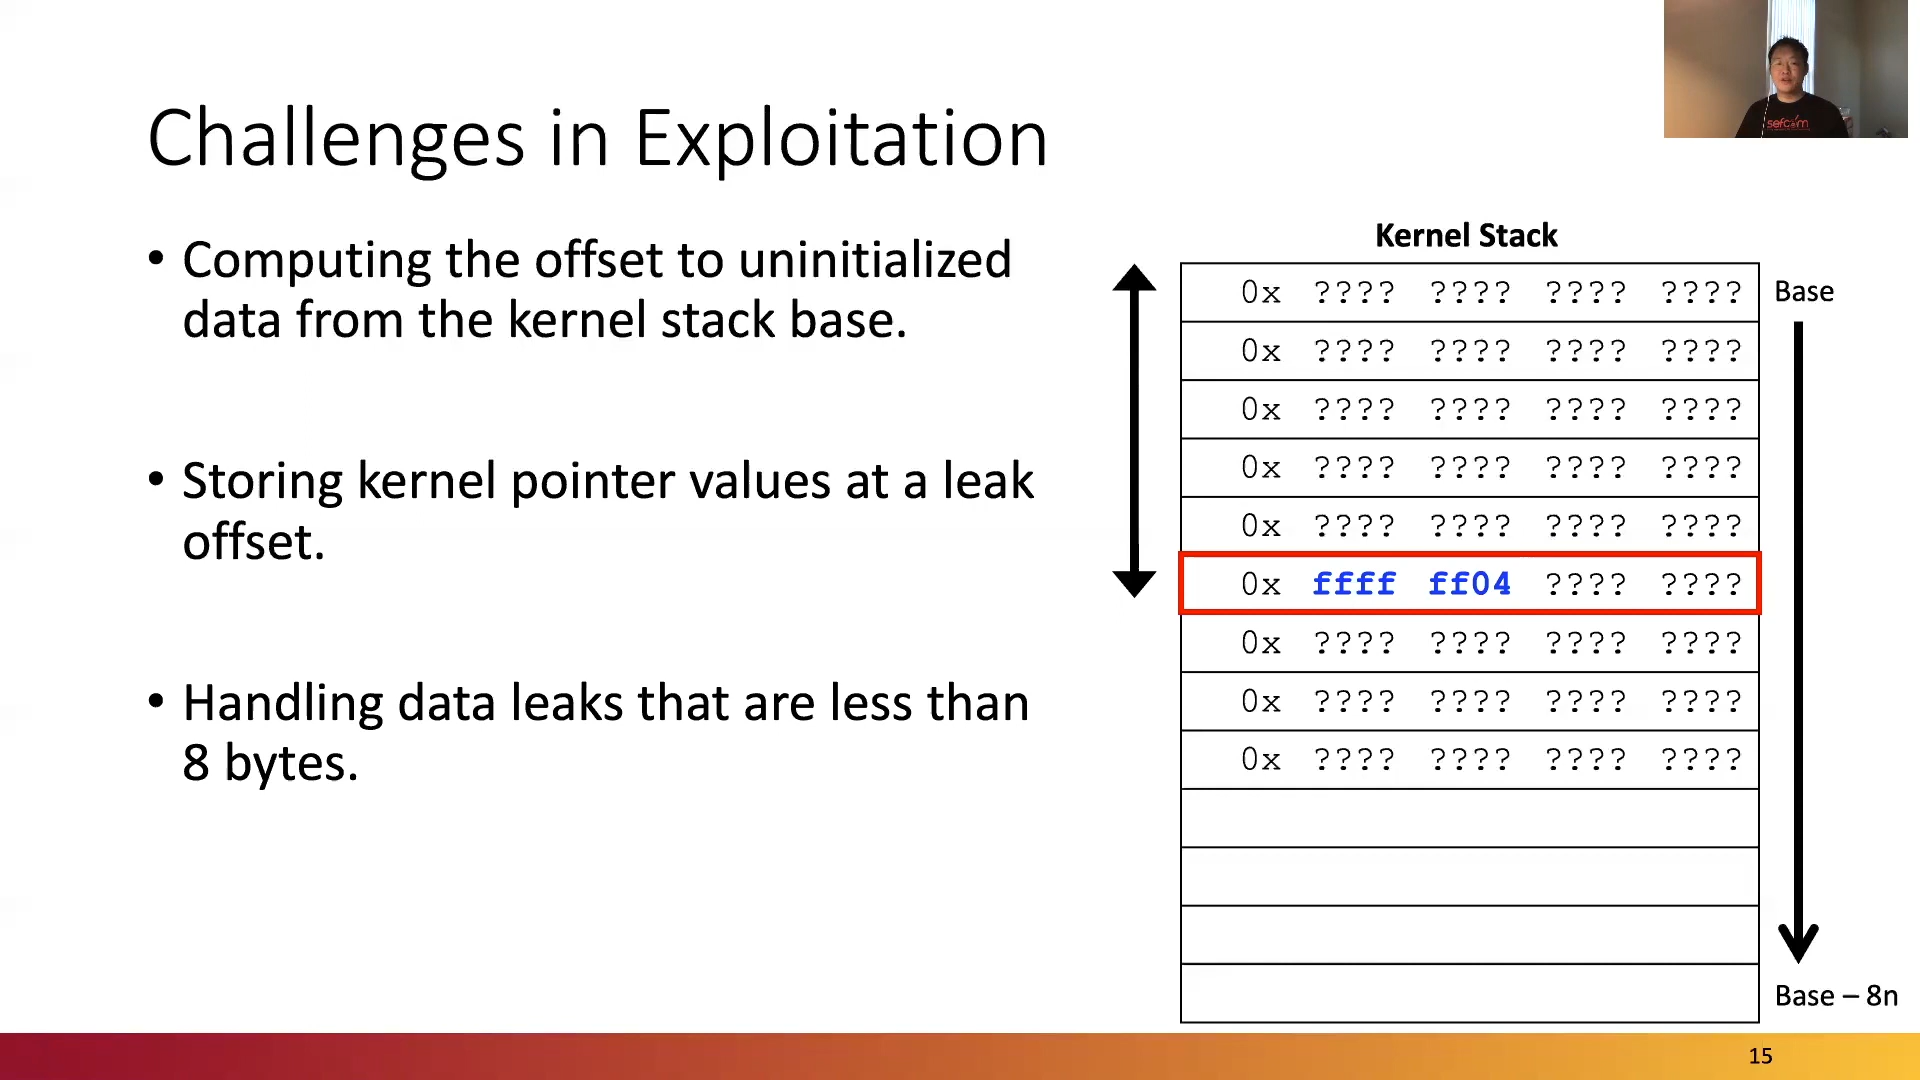 sefcom
Challenges in Exploitation
• Computing the offset to uninitialized
data from the kernel stack base.
• Storing kernel pointer values at a leak
offset.
• Handling data leaks that are less than
8 bytes.
Kernel Stack
0x ???? ???? ???? ???? Base
0x ???? ???? ???? ????
0x ???? ???? ???? ????
0x ???? ???? ???? ????
0x ???? ???? ???? ????
0x ffff ff04 ???? ????
0x ???? ???? ???? ????
0x ???? ???? ???? ????
0x ???? ???? ???? ????
Base – 8n
15